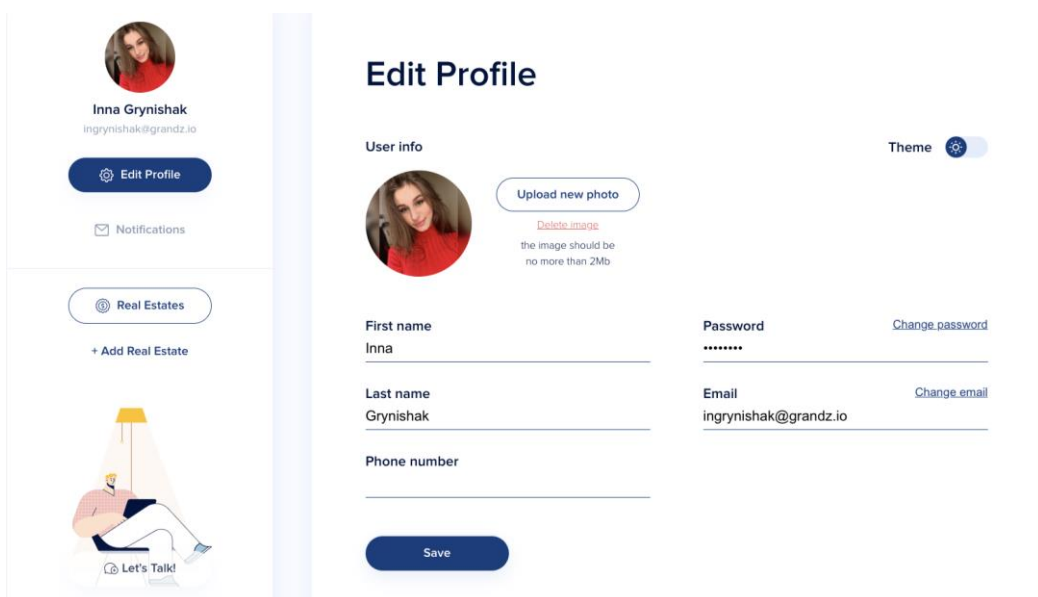 Inna Grynishak
ingrynishak@grandz.io
Edit Profile
Notifications
Real Estates
+ Add Real Estate
Let's Talk!
Edit Profile
User info
Theme
Upload new photo
Delete image
the image should be
no more than 2Mb
First name
Inna
Last name
Grynishak
Phone number
Password
Change password
••••••••
Email
Change email
ingrynishak@grandz.io
Save